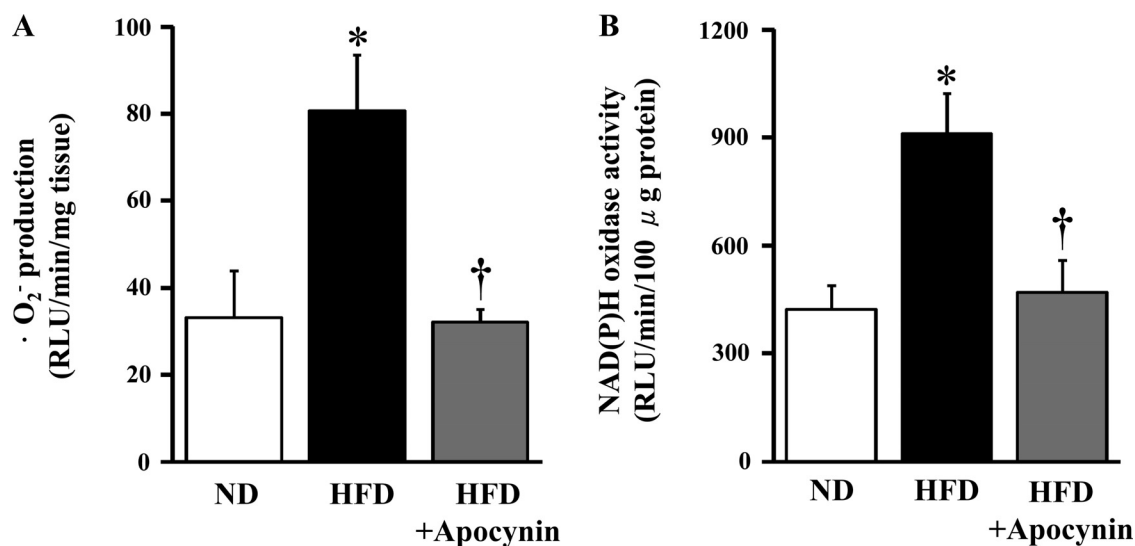 A
· O₂⁻ production
(RLU/min/mg tissue)
100
80
60
40
20
0
*
†
ND
HFD
HFD
+Apocynin
B
NAD(P)H oxidase activity
(RLU/min/100 μg protein)
1200
900
600
300
0
*
†
ND
HFD
HFD
+Apocynin